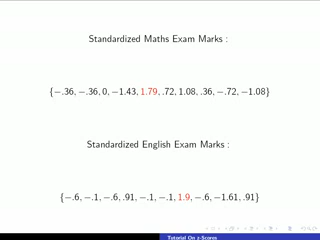 Standardized Maths Exam Marks :
{−.36, −.36, 0, −1.43, 1.79, .72, 1.08, .36, −.72, −1.08}
Standardized English Exam Marks :
{−.6, −.1, −.6, .91, −.1, −.1, 1.9, −.6, −1.61, .91}
Tutorial On z-Scores